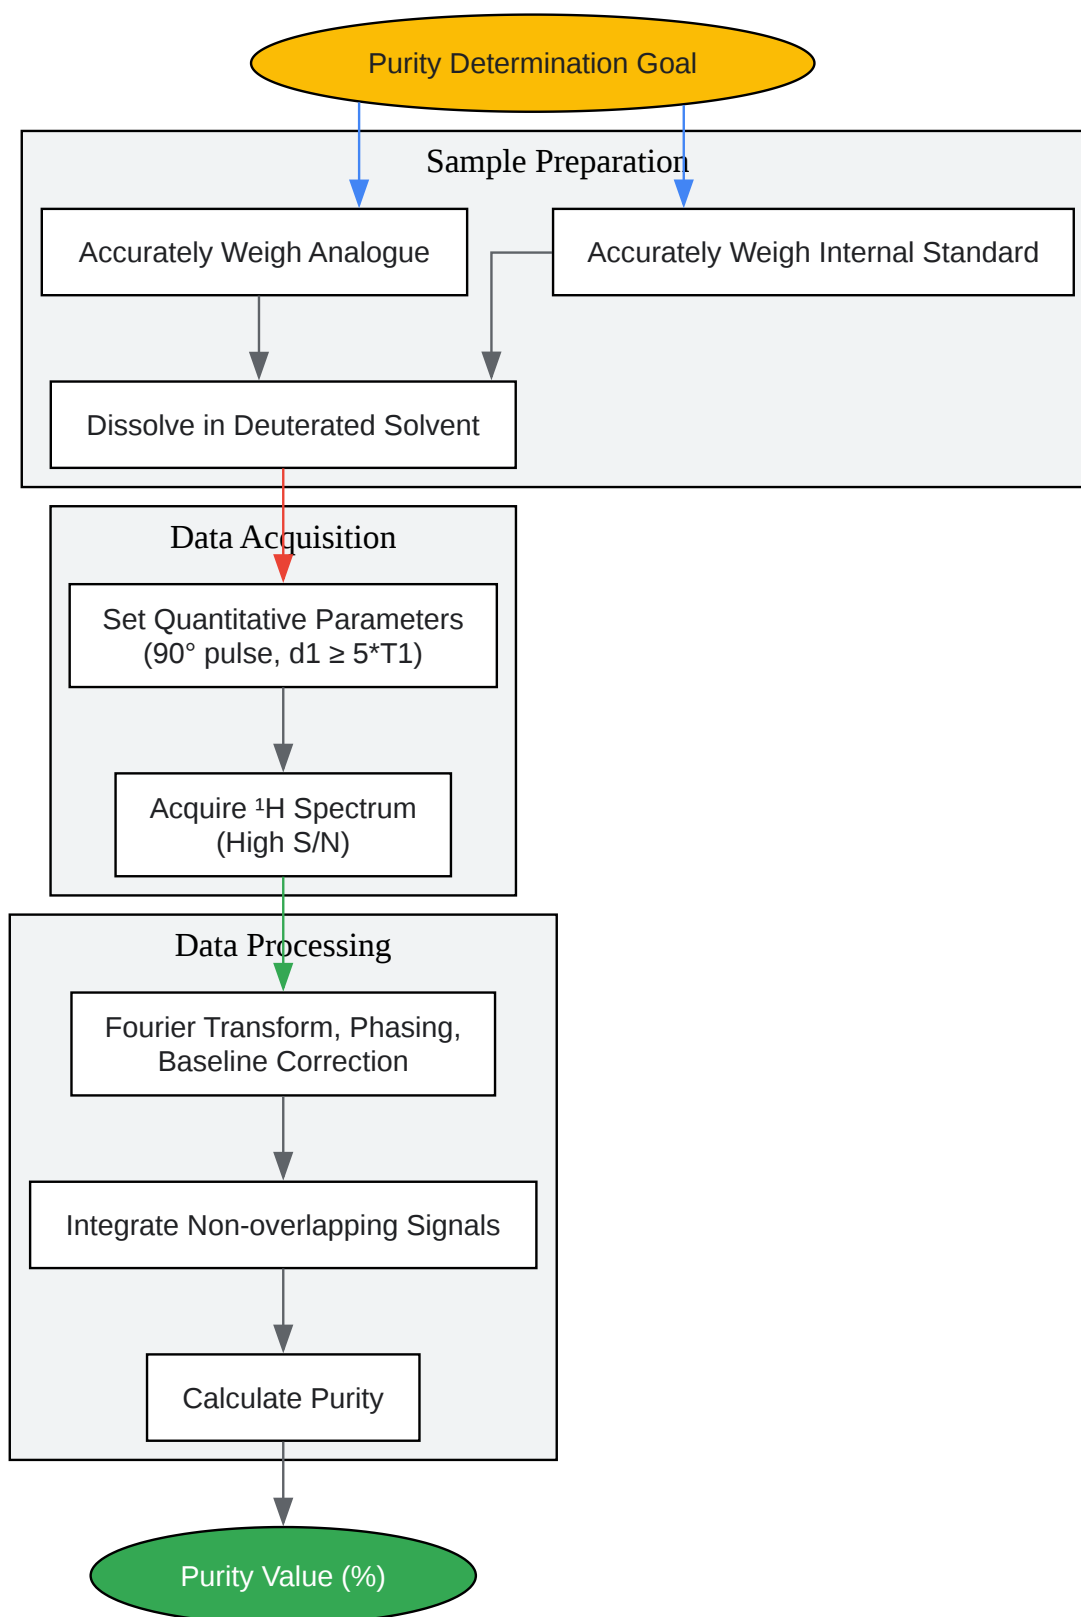 Purity Determination Goal
Sample Preparation
Accurately Weigh Analogue
Accurately Weigh Internal Standard
Dissolve in Deuterated Solvent
Data Acquisition
Set Quantitative Parameters
(90° pulse, d1 ≥ 5*T1)
Acquire ¹H Spectrum
(High S/N)
Data Processing
Fourier Transform, Phasing,
Baseline Correction
Integrate Non-overlapping Signals
Calculate Purity
Purity Value (%)